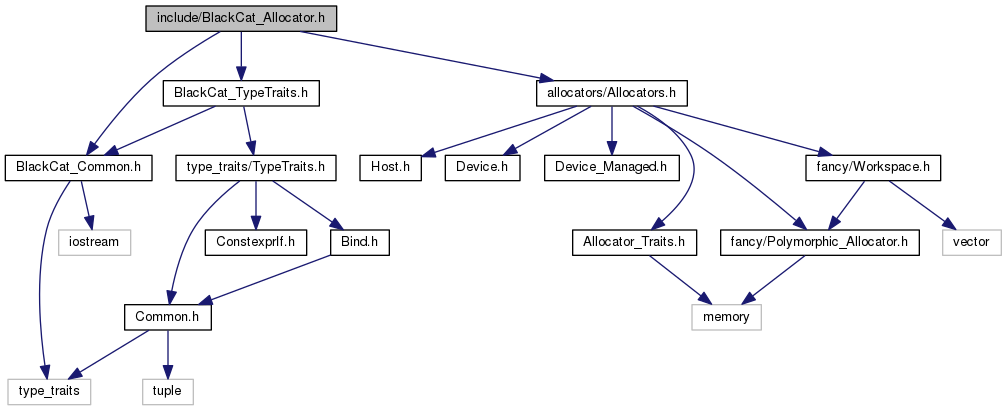 include/BlackCat_Allocator.h
BlackCat_TypeTraits.h
allocators/Allocators.h
BlackCat_Common.h
type_traits/TypeTraits.h
Host.h
Device.h
Device_Managed.h
fancy/Workspace.h
iostream
ConstexprIf.h
Bind.h
Allocator_Traits.h
fancy/Polymorphic_Allocator.h
vector
Common.h
memory
type_traits
tuple